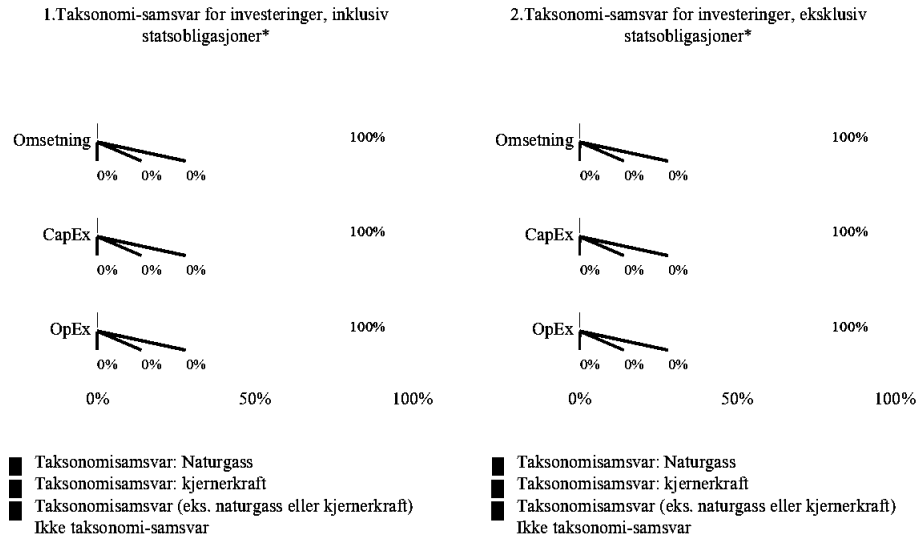 1.Taksonomi-samsvar for investeringer, inklusiv
statsobligasjoner*
Omsetning
100%
0% 0% 0%
CapEx
100%
0% 0% 0%
OpEx
100%
0% 0% 0%
0% 50% 100%
Taksonomisamsvar: Naturgass
Taksonomisamsvar: kjernerkraft
Taksonomisamsvar (eks. naturgass eller kjernerkraft)
Ikke taksonomi-samsvar
2.Taksonomi-samsvar for investeringer, eksklusiv
statsobligasjoner*
Omsetning
100%
0% 0% 0%
CapEx
100%
0% 0% 0%
OpEx
100%
0% 0% 0%
0% 50% 100%
Taksonomisamsvar: Naturgass
Taksonomisamsvar: kjernerkraft
Taksonomisamsvar (eks. naturgass eller kjernerkraft)
Ikke taksonomi-samsvar